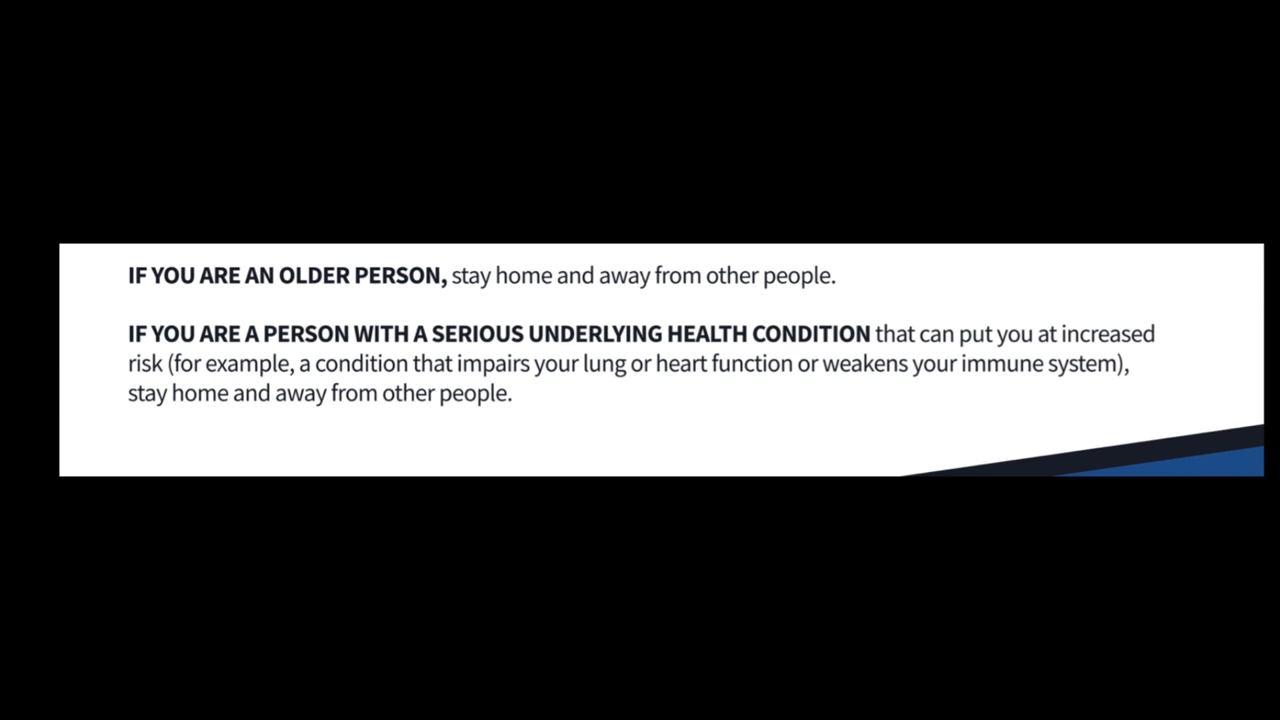 IF YOU ARE AN OLDER PERSON, stay home and away from other people.
IF YOU ARE A PERSON WITH A SERIOUS UNDERLYING HEALTH CONDITION that can put you at increased
risk (for example, a condition that impairs your lung or heart function or weakens your immune system),
stay home and away from other people.